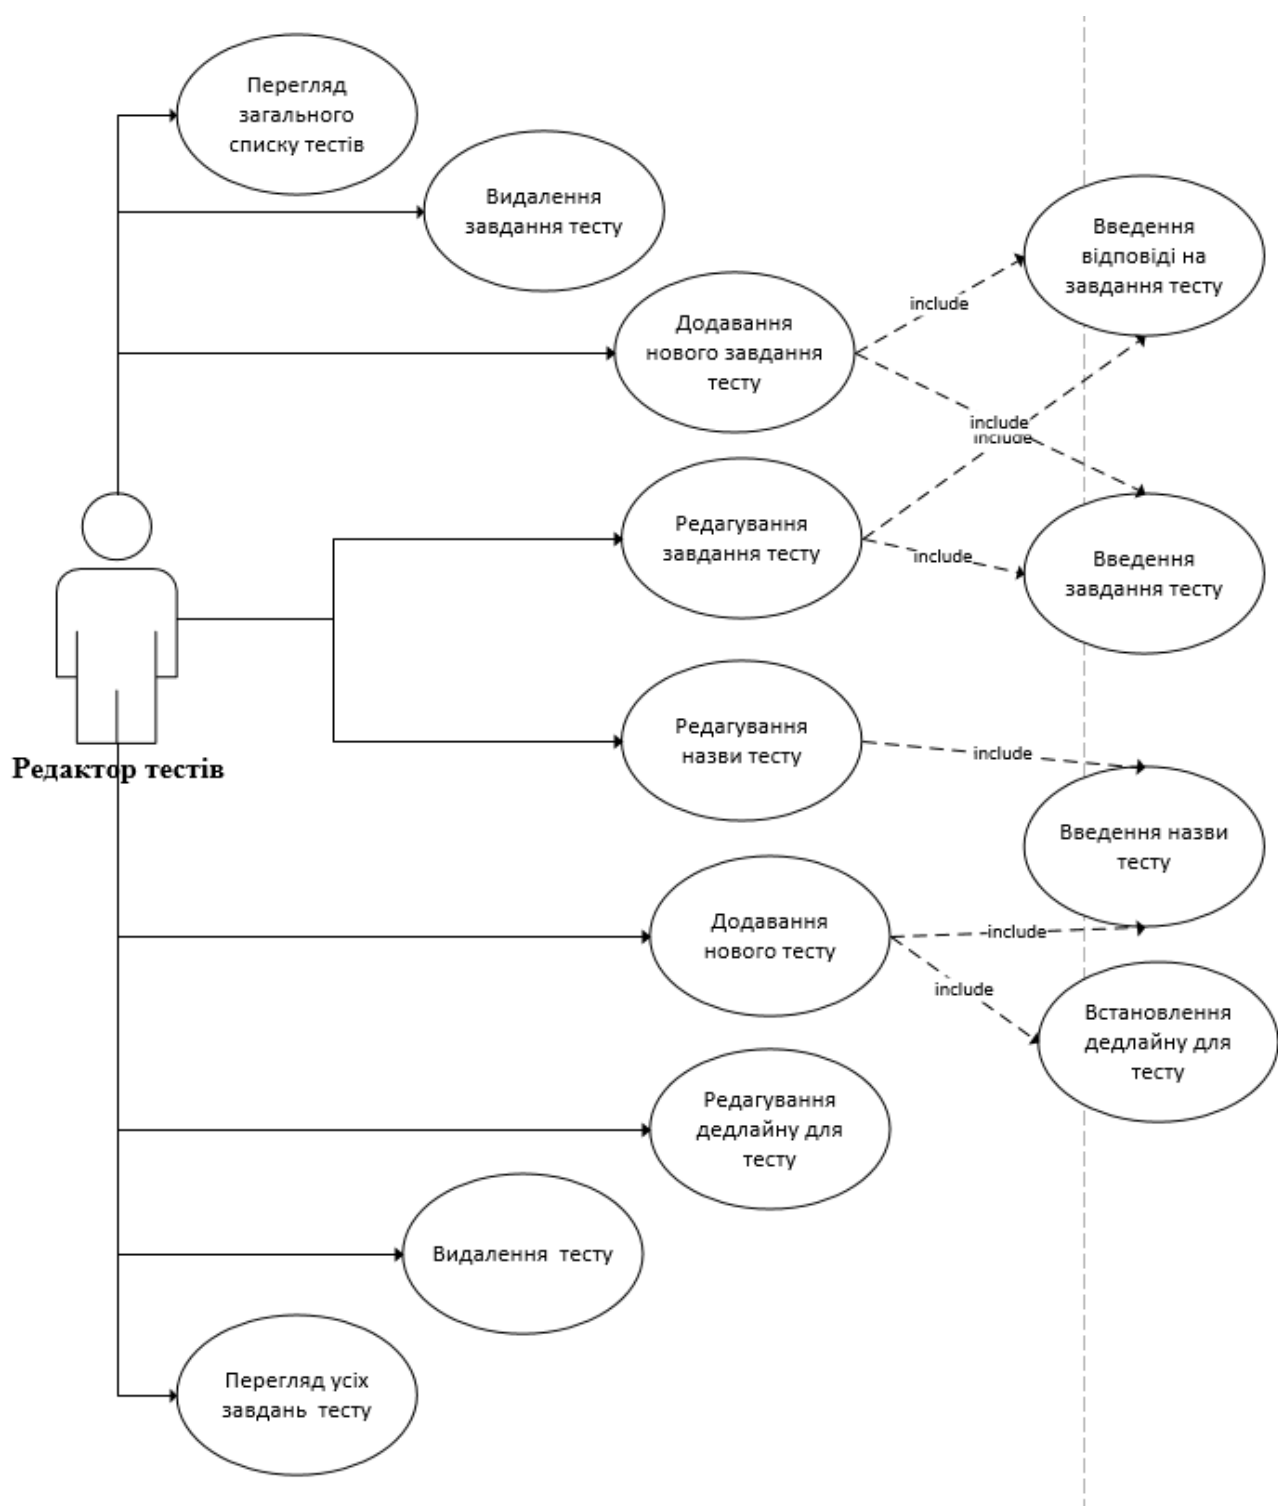 Перегляд
загального
списку тестів
Видалення
завдання тесту
Введення
відповіді на
завдання тесту
include
Додавання
нового завдання
тесту
include
include
Редагування
завдання тесту
include
Введення
завдання тесту
Редагування
назви тесту
include
Редактор тестів
Введення назви
тесту
Додавання
нового тесту
include
include
Встановлення
дедлайну для
тесту
Редагування
дедлайну для
тесту
Видалення тесту
Перегляд усіх
завдань тесту